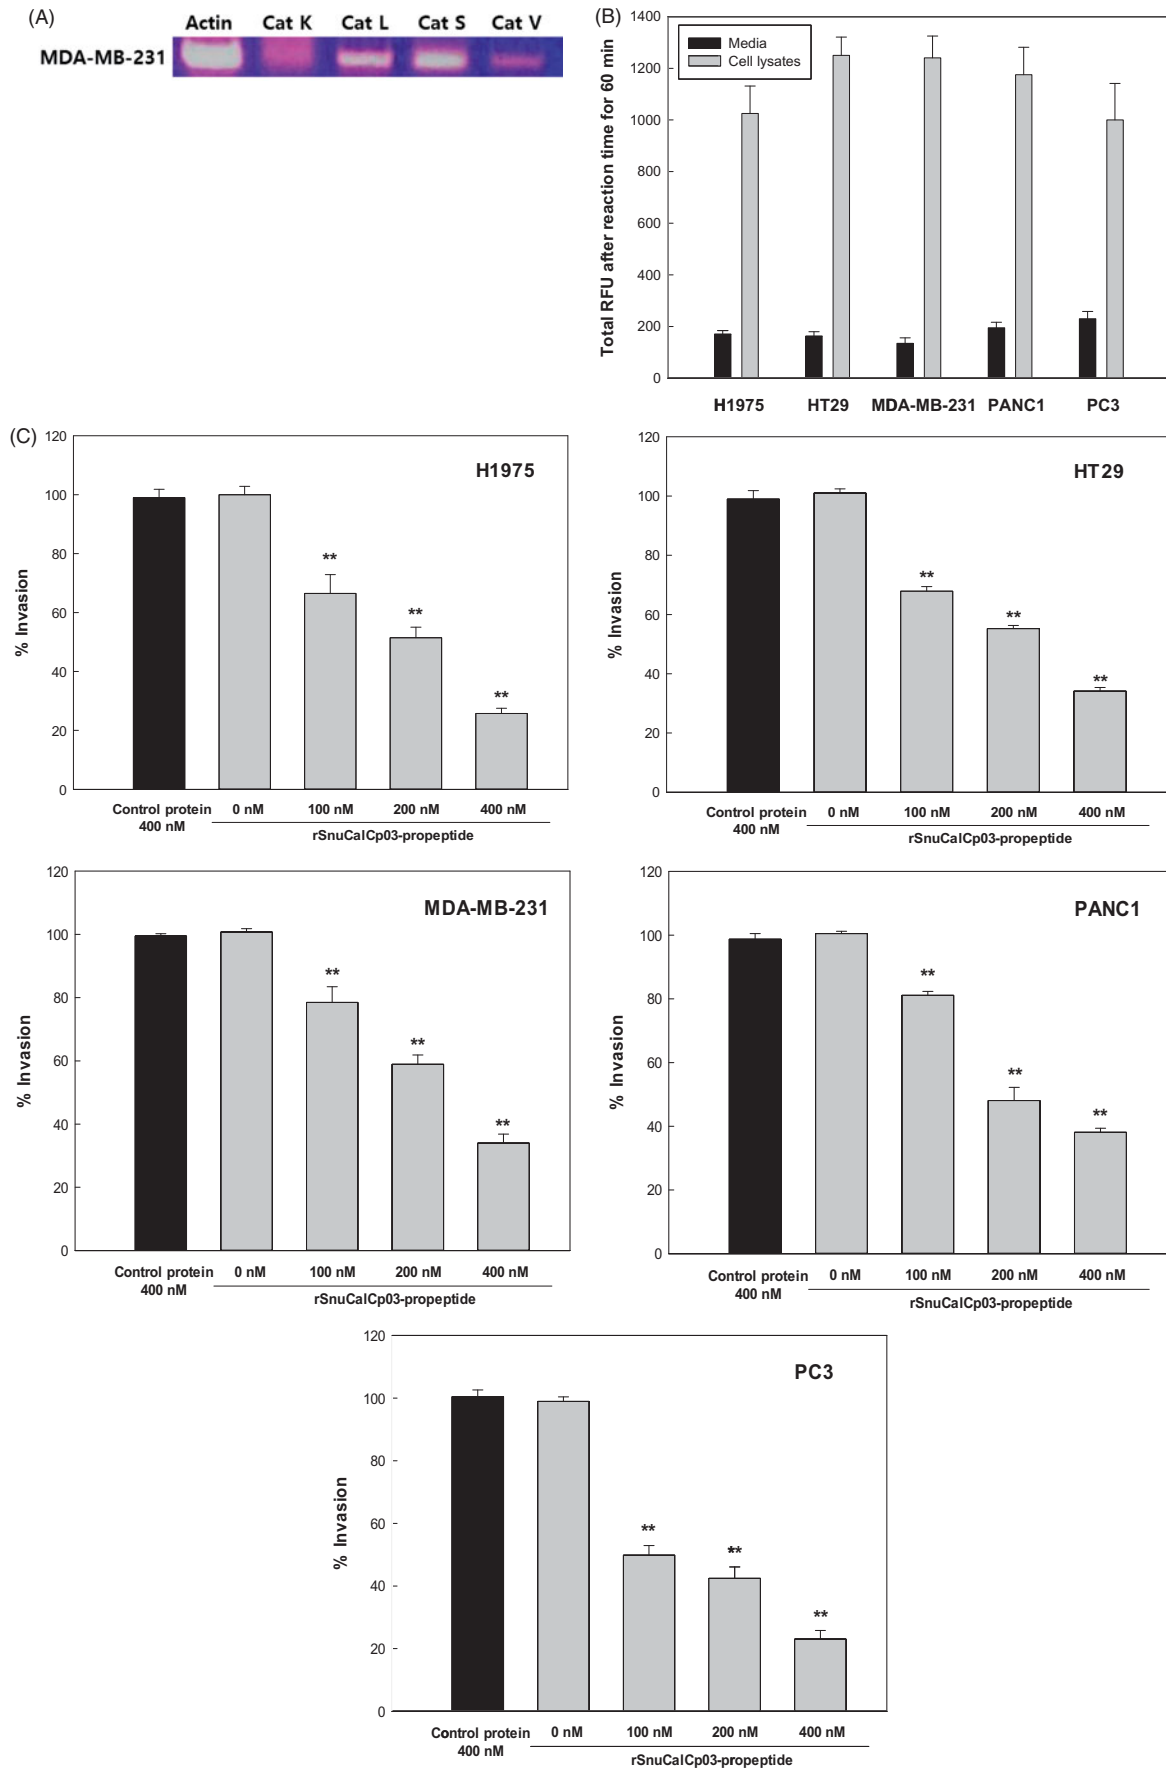 (A)
Actin Cat K Cat L Cat S Cat V
MDA-MB-231
(B)
Total RFU after reaction time for 60 min
1400
1200
1000
800
600
400
200
0
Media
Cell lysates
H1975 HT29 MDA-MB-231 PANC1 PC3
(C)
% Invasion
120
100
80
60
40
20
0
H1975
**
**
**
Control protein 0 nM 100 nM 200 nM 400 nM
400 nM
rSnuCalCp03-propeptide
% Invasion
120
100
80
60
40
20
0
HT29
**
**
**
Control protein 0 nM 100 nM 200 nM 400 nM
400 nM
rSnuCalCp03-propeptide
% Invasion
120
100
80
60
40
20
0
MDA-MB-231
**
**
**
Control protein 0 nM 100 nM 200 nM 400 nM
400 nM
rSnuCalCp03-propeptide
% Invasion
120
100
80
60
40
20
0
PANC1
**
**
**
Control protein 0 nM 100 nM 200 nM 400 nM
400 nM
rSnuCalCp03-propeptide
% Invasion
120
100
80
60
40
20
0
PC3
**
**
**
Control protein 0 nM 100 nM 200 nM 400 nM
400 nM
rSnuCalCp03-propeptide